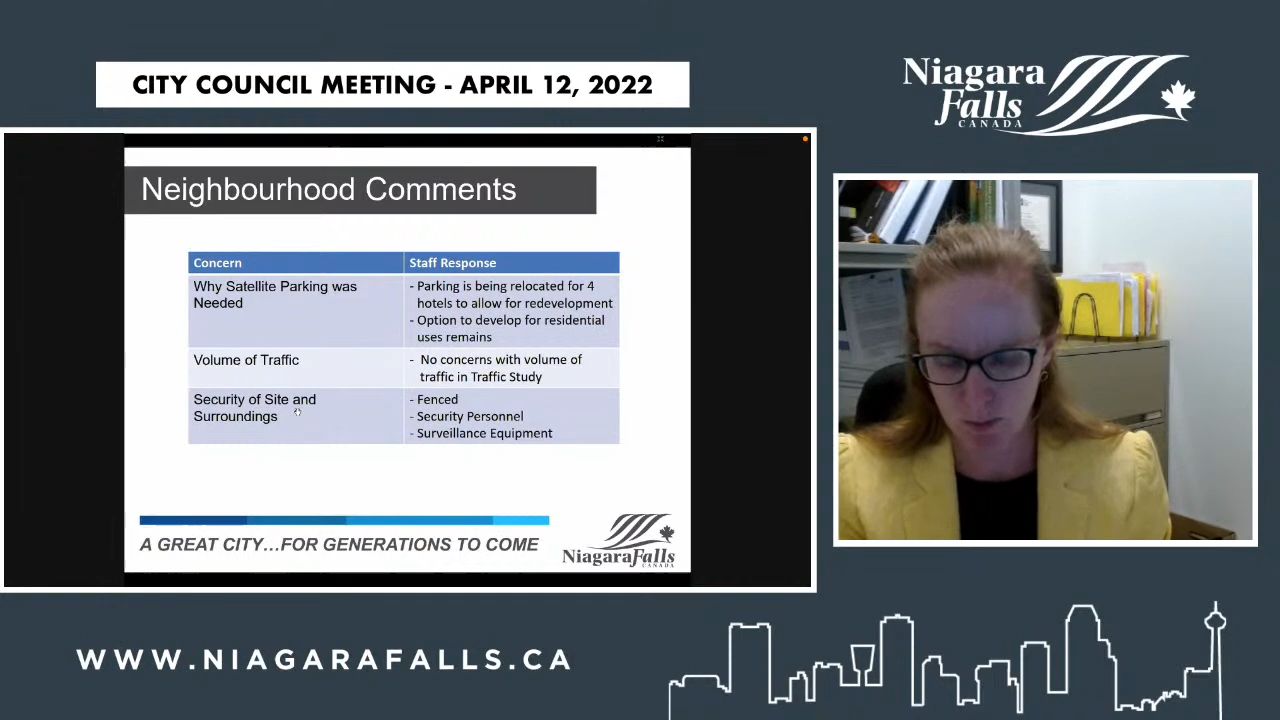 CITY COUNCIL MEETING - APRIL 12, 2022
Niagara
Falls
CANADA
Neighbourhood Comments
Concern
Staff Response
Why Satellite Parking was
Needed
- Parking is being relocated for 4
hotels to allow for redevelopment
- Option to develop for residential
uses remains
Volume of Traffic
- No concerns with volume of
traffic in Traffic Study
Security of Site and
Surroundings
- Fenced
- Security Personnel
- Surveillance Equipment
A GREAT CITY...FOR GENERATIONS TO COME
NiagaraFalls
CANADA
WWW.NIAGARAFALLS.CA